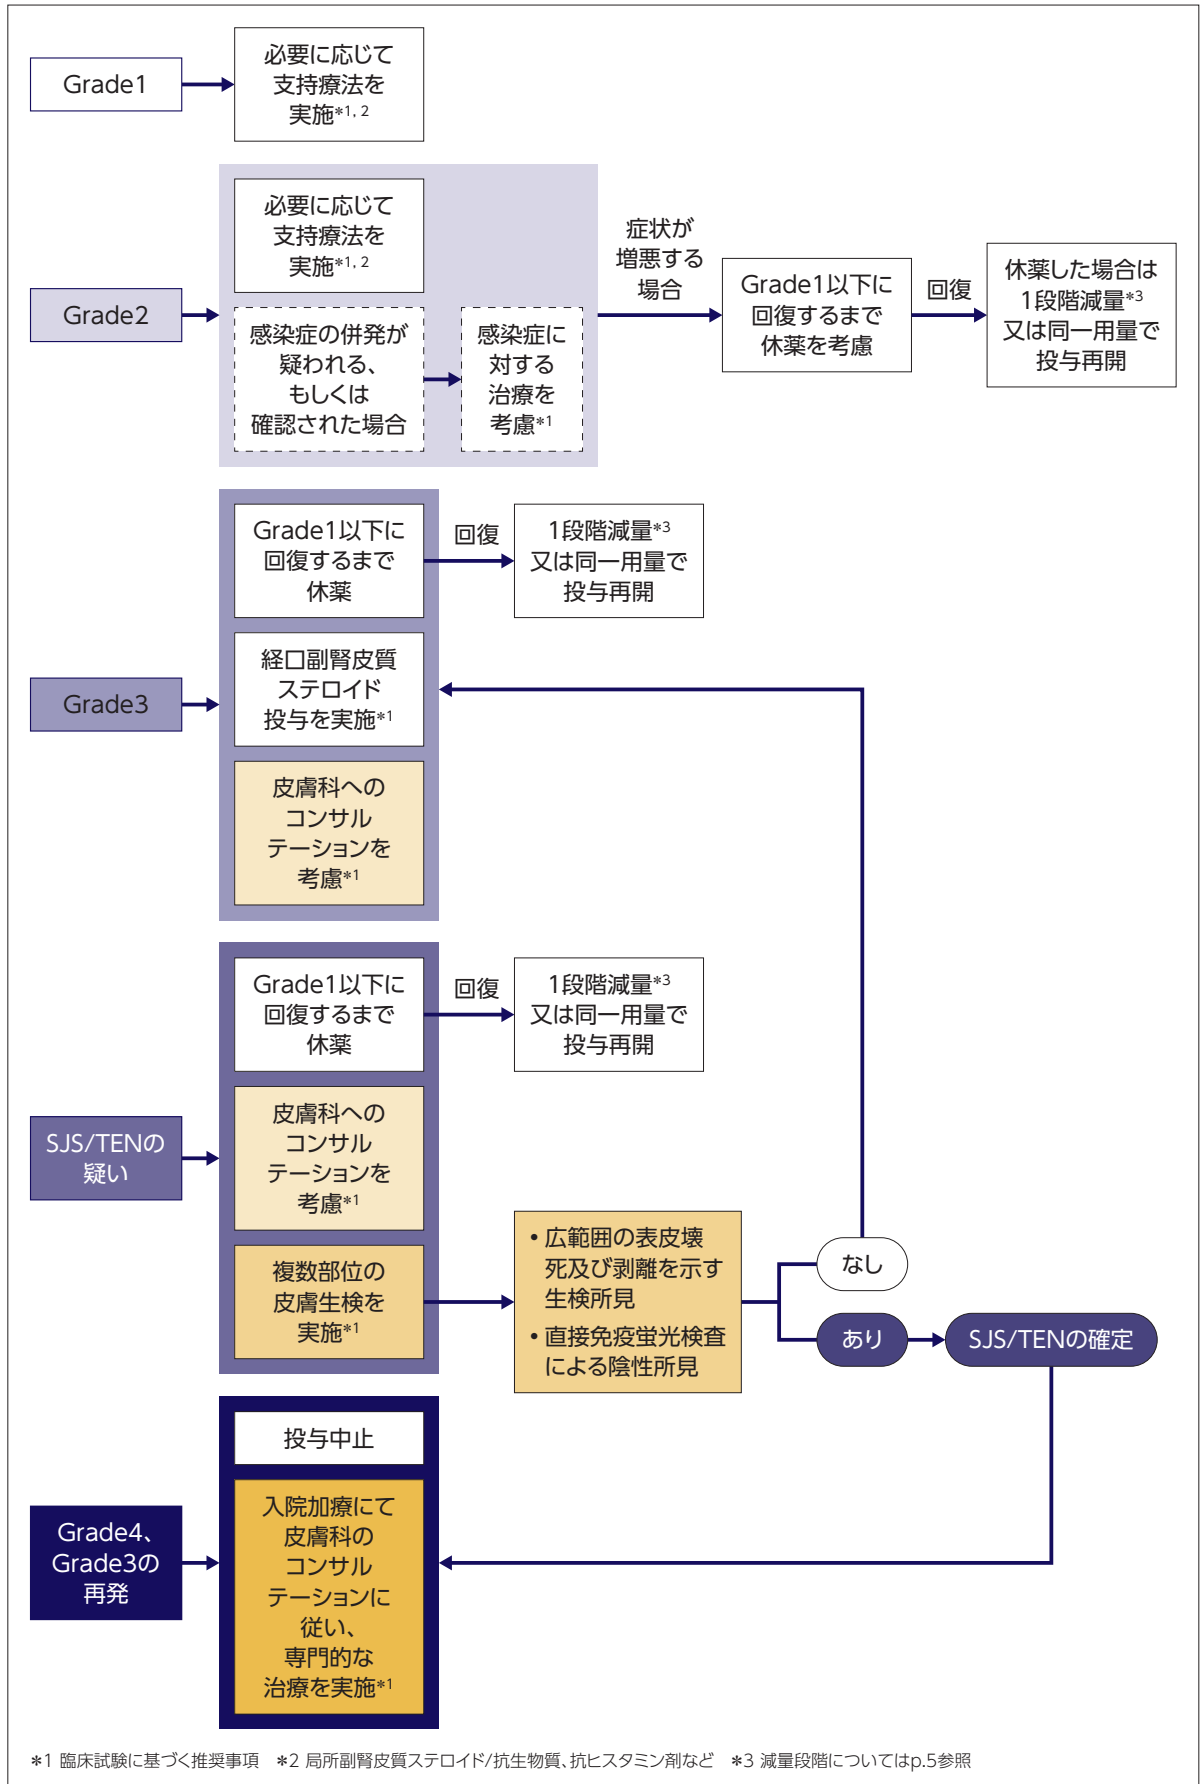 Grade1
必要に応じて
支持療法を
実施*1, 2
Grade2
必要に応じて
支持療法を
実施*1, 2
感染症の併発が
疑われる、
もしくは
確認された場合
感染症に
対する
治療を
考慮*1
症状が
増悪する
場合
Grade1以下に
回復するまで
休薬を考慮
回復
休薬した場合は
1段階減量*3
又は同一用量で
投与再開
Grade3
Grade1以下に
回復するまで
休薬
回復
1段階減量*3
又は同一用量で
投与再開
経口副腎皮質
ステロイド
投与を実施*1
皮膚科への
コンサル
テーションを
考慮*1
SJS/TENの
疑い
Grade1以下に
回復するまで
休薬
回復
1段階減量*3
又は同一用量で
投与再開
皮膚科への
コンサル
テーションを
考慮*1
複数部位の
皮膚生検を
実施*1
• 広範囲の表皮壊
死及び剥離を示す
生検所見
• 直接免疫蛍光検査
による陰性所見
なし
あり
SJS/TENの確定
Grade4、
Grade3の
再発
投与中止
入院加療にて
皮膚科の
コンサル
テーションに
従い、
専門的な
治療を実施*1
*1 臨床試験に基づく推奨事項 *2 局所副腎皮質ステロイド/抗生物質、抗ヒスタミン剤など *3 減量段階についてはp.5参照